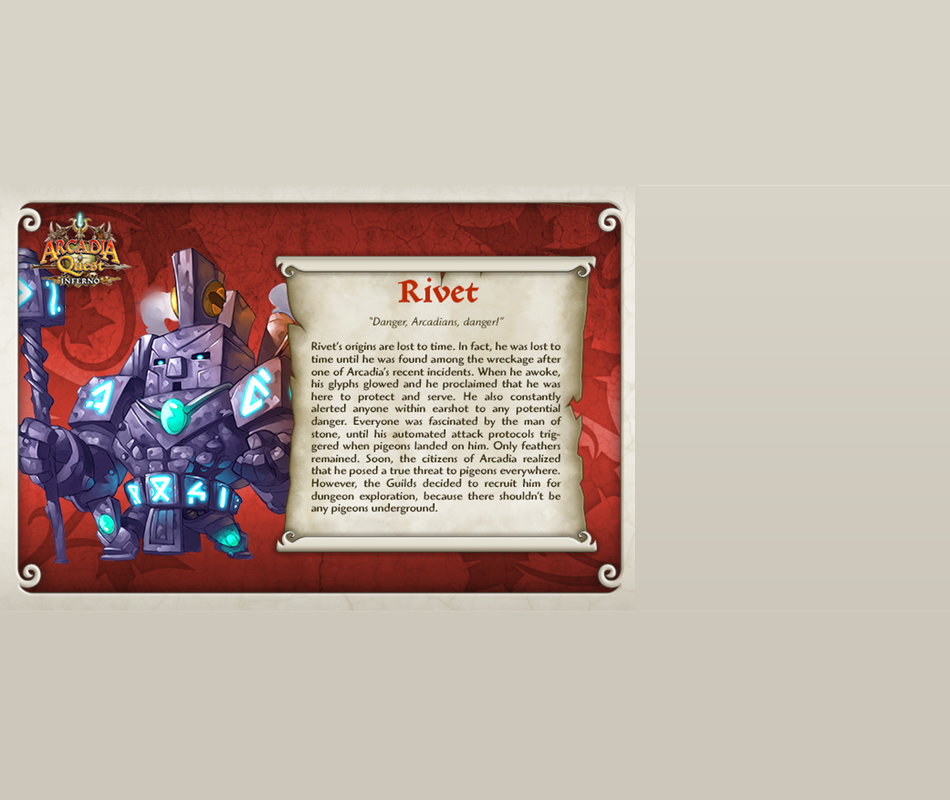 ARCADIA
Quest
INFERNO
Rivet
"Danger, Arcadians, danger!"
Rivet's origins are lost to time. In fact, he was lost to
time until he was found among the wreckage after
one of Arcadia's recent incidents. When he awoke,
his glyphs glowed and he proclaimed that he was
here to protect and serve. He also constantly
alerted anyone within earshot to any potential
danger. Everyone was fascinated by the man of
stone, until his automated attack protocols trig-
gered when pigeons landed on him. Only feathers
remained. Soon, the citizens of Arcadia realized
that he posed a true threat to pigeons everywhere.
However, the Guilds decided to recruit him for
dungeon exploration, because there shouldn't be
any pigeons underground.